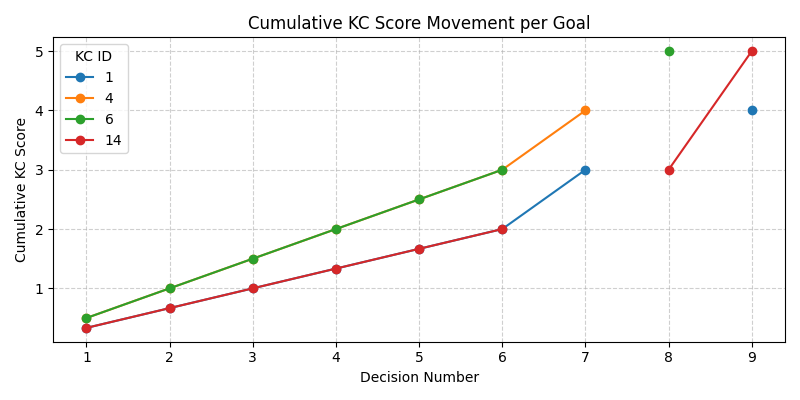 Cumulative KC Score Movement per Goal
KC ID
1
4
6
14
Cumulative KC Score
5
4
3
2
1
1 2 3 4 5 6 7 8 9
Decision Number